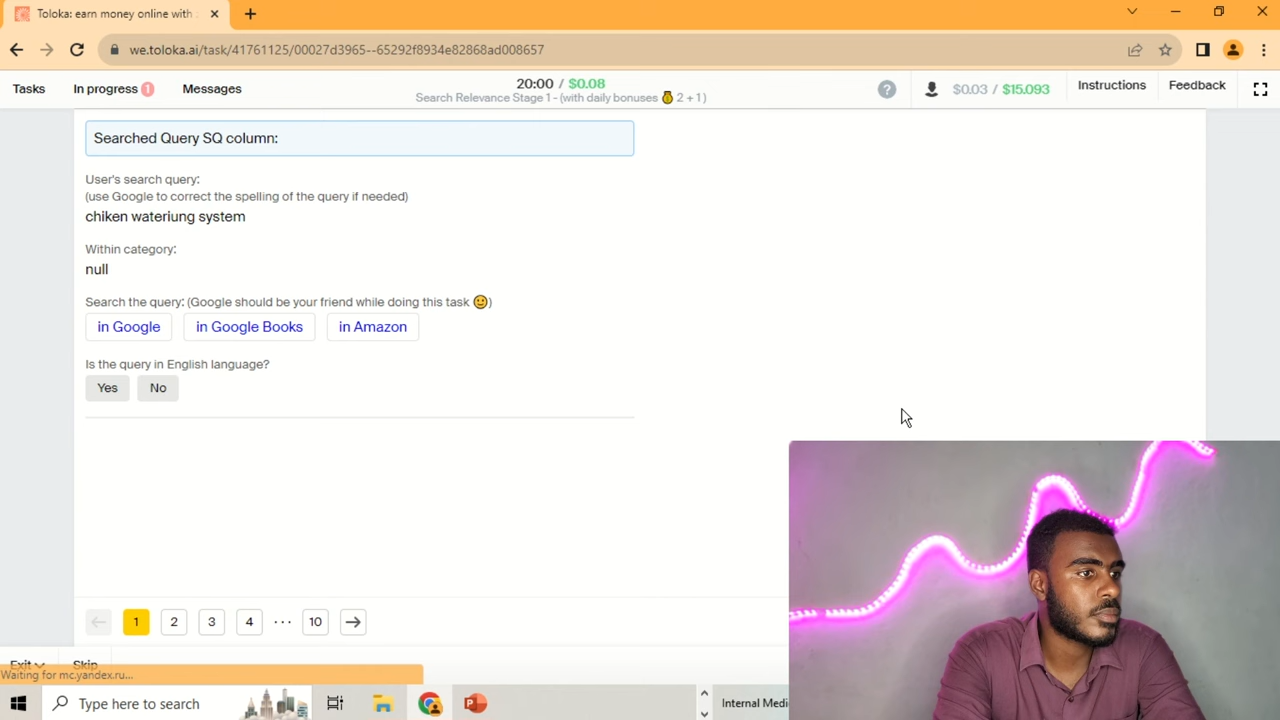 Toloka: earn money online with
we.toloka.ai/task/41761125/00027d3965--65292f8934e82868ad008657
Tasks
In progress 1
Messages
20:00 / $0.08
Search Relevance Stage 1 - (with daily bonuses 💰 2 + 1 )
$0.03 / $15.093
Instructions
Feedback
Searched Query SQ column:
User's search query:
(use Google to correct the spelling of the query if needed)
chiken wateriung system
Within category:
null
Search the query: (Google should be your friend while doing this task 🙂)
in Google in Google Books in Amazon
Is the query in English language?
Yes No
1 2 3 4 ··· 10
Exit Skip
Waiting for mc.yandex.ru...
Type here to search
Internal Medi